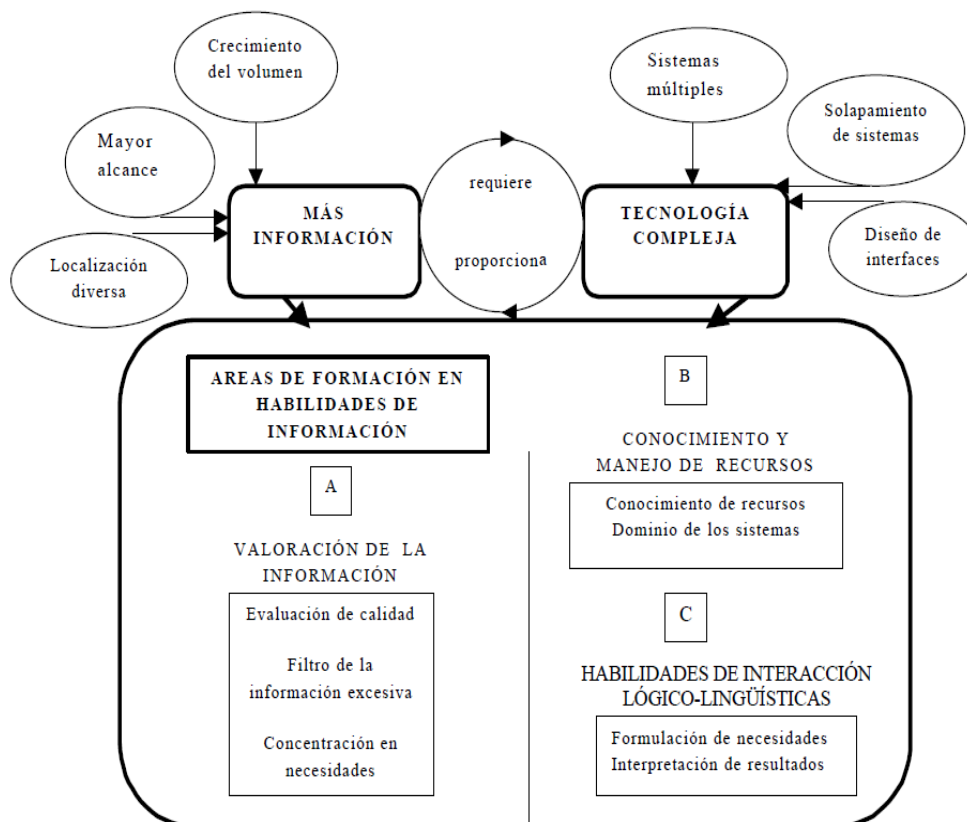 Crecimiento
del volumen
Mayor
alcance
Localización
diversa
MÁS
INFORMACIÓN
requiere
proporciona
Sistemas
múltiples
Solapamiento
de sistemas
Diseño de
interfaces
TECNOLOGÍA
COMPLEJA
AREAS DE FORMACIÓN EN
HABILIDADES DE
INFORMACIÓN
A
VALORACIÓN DE LA
INFORMACIÓN
Evaluación de calidad
Filtro de la
información excesiva
Concentración en
necesidades
B
CONOCIMIENTO Y
MANEJO DE RECURSOS
Conocimiento de recursos
Dominio de los sistemas
C
HABILIDADES DE INTERACCIÓN
LÓGICO-LINGÜÍSTICAS
Formulación de necesidades
Interpretación de resultados